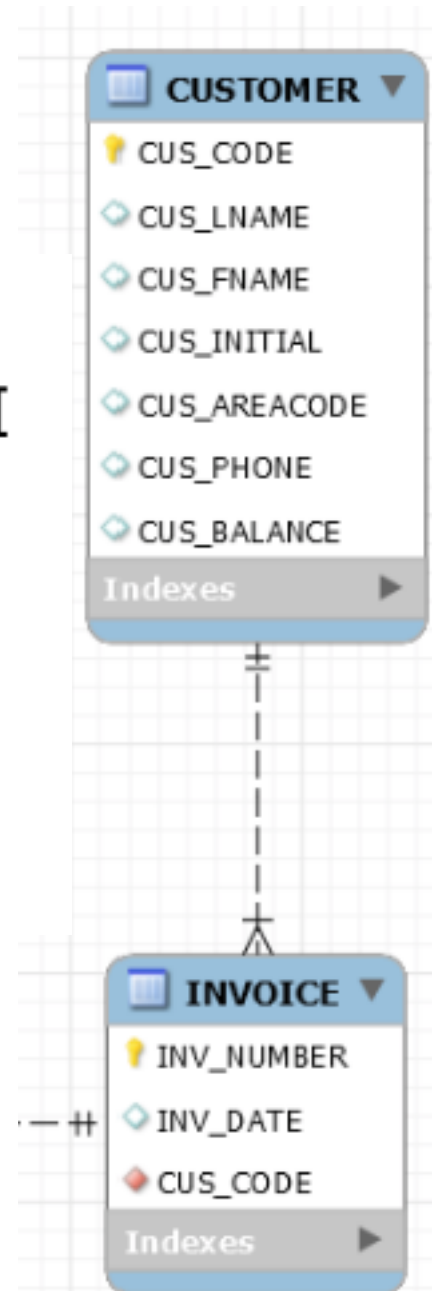 CUSTOMER
CUS_CODE
CUS_LNAME
CUS_FNAME
CUS_INITIAL
CUS_AREACODE
CUS_PHONE
CUS_BALANCE
Indexes
INVOICE
INV_NUMBER
INV_DATE
CUS_CODE
Indexes